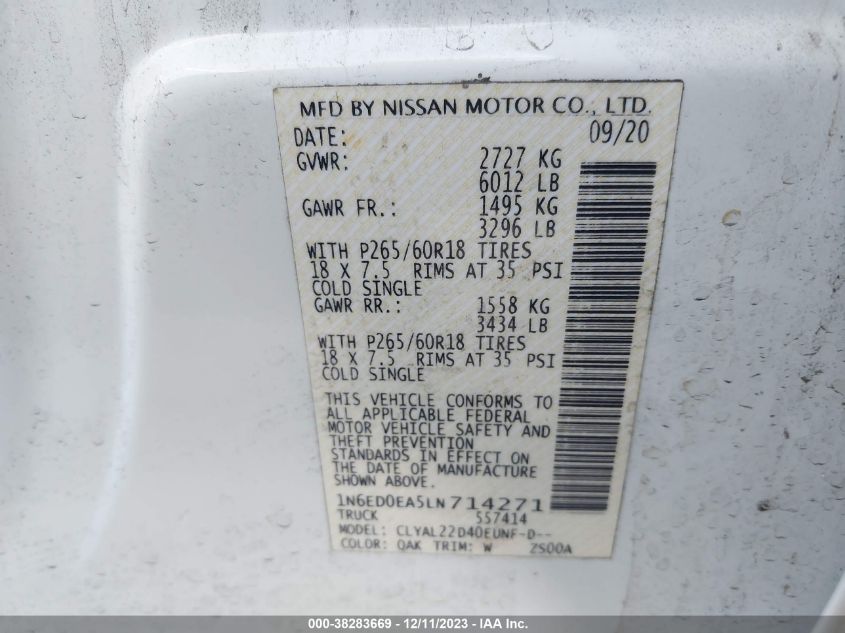 MFD BY NISSAN MOTOR CO., LTD.
DATE: 09/20
GVWR: 2727 KG
6012 LB
GAWR FR.: 1495 KG
3296 LB
WITH P265/60R18 TIRES
18 X 7.5 RIMS AT 35 PSI
COLD SINGLE
GAWR RR.: 1558 KG
3434 LB
WITH P265/60R18 TIRES
18 X 7.5 RIMS AT 35 PSI
COLD SINGLE
THIS VEHICLE CONFORMS TO
ALL APPLICABLE FEDERAL
MOTOR VEHICLE SAFETY AND
THEFT PREVENTION
STANDARDS IN EFFECT ON
THE DATE OF MANUFACTURE
SHOWN ABOVE.
1N6ED0EA5LN714271
TRUCK 557414
MODEL: CLYAL22D40EUNF-D--
COLOR: QAK TRIM: W 2S00A
000-38283669 - 12/11/2023 - IAA Inc.